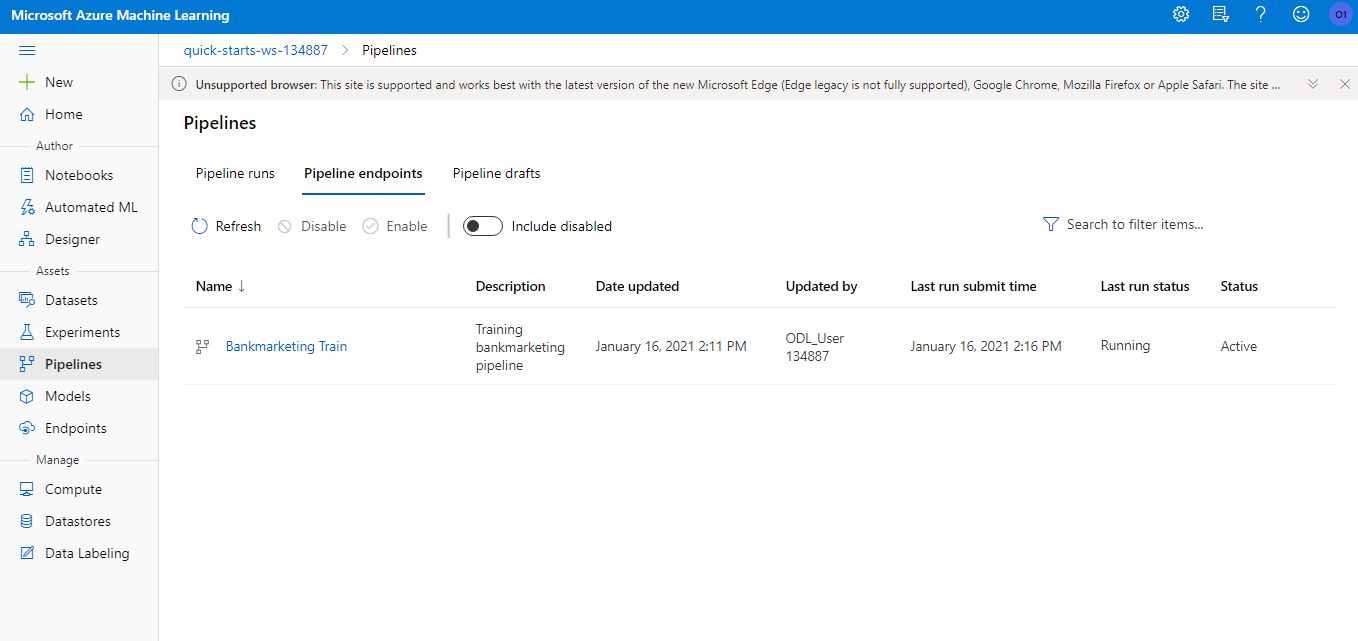 Microsoft Azure Machine Learning
O1
quick-starts-ws-134887 > Pipelines
New
Home
Author
Notebooks
Automated ML
Designer
Assets
Datasets
Experiments
Pipelines
Models
Endpoints
Manage
Compute
Datastores
Data Labeling
Unsupported browser: This site is supported and works best with the latest version of the new Microsoft Edge (Edge legacy is not fully supported), Google Chrome, Mozilla Firefox or Apple Safari. The site ...
Pipelines
Pipeline runs Pipeline endpoints Pipeline drafts
Refresh Disable Enable Include disabled Search to filter items...
Name ↓ Description Date updated Updated by Last run submit time Last run status Status
Bankmarketing Train
Training
bankmarketing
pipeline
January 16, 2021 2:11 PM
ODL_User
134887
January 16, 2021 2:16 PM
Running
Active